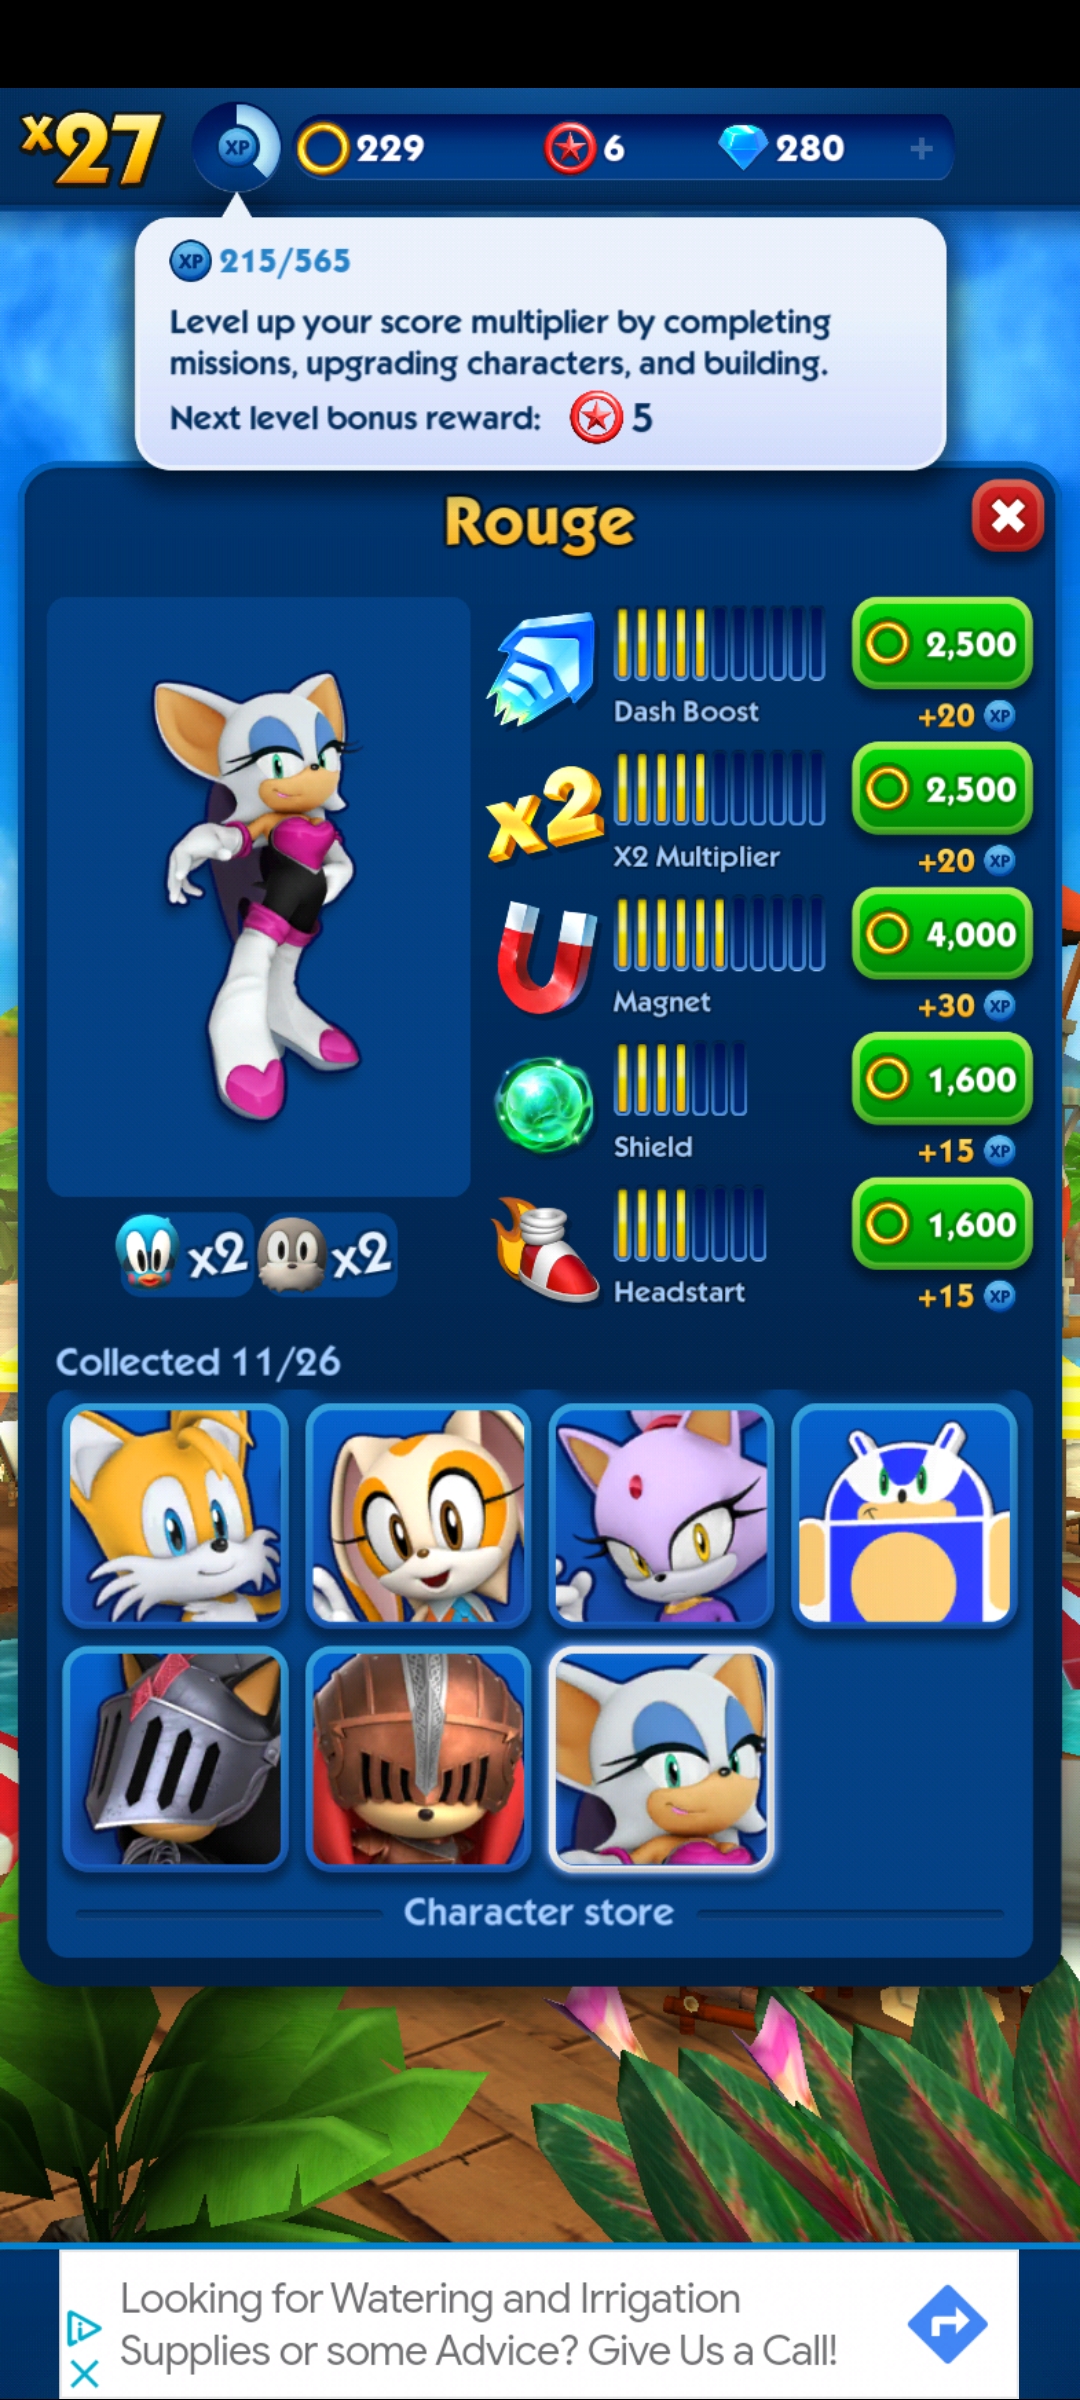 x27
XP
229
6
280
+
XP 215/565
Level up your score multiplier by completing
missions, upgrading characters, and building.
Next level bonus reward: 5
Rouge
2,500
Dash Boost
+20 XP
x2
2,500
X2 Multiplier
+20 XP
4,000
Magnet
+30 XP
1,600
Shield
+15 XP
x2 x2
1,600
Headstart
+15 XP
Collected 11/26
Character store
Looking for Watering and Irrigation
Supplies or some Advice? Give Us a Call!